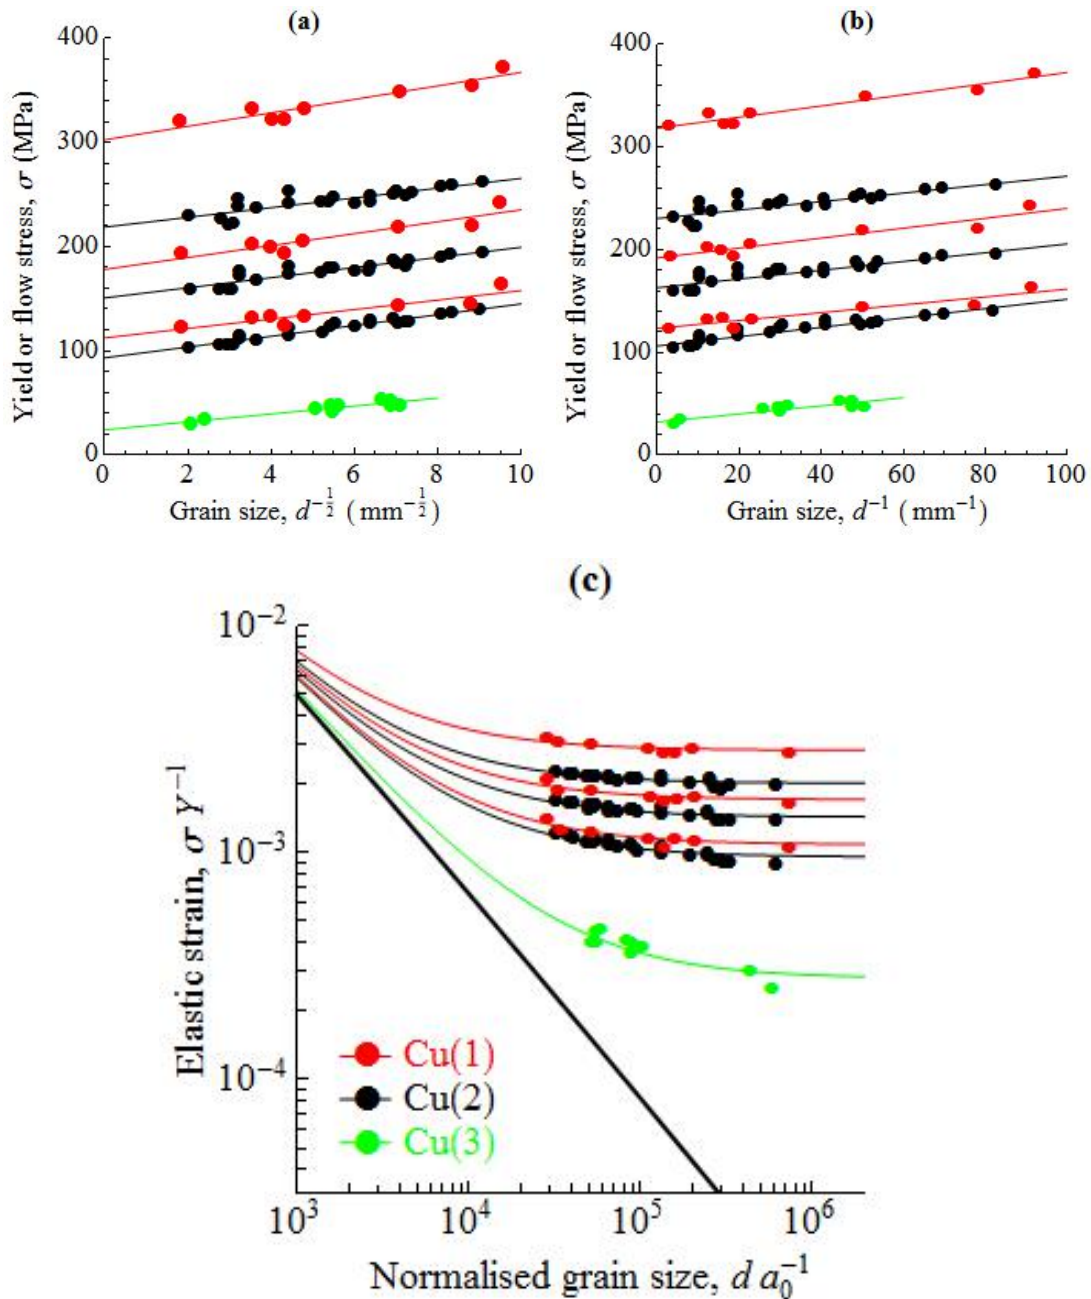 (a)
Yield or flow stress, σ (MPa)
400
300
200
100
0
0 2 4 6 8 10
Grain size, d^{-1/2} (mm^{-1/2})
(b)
Yield or flow stress, σ (MPa)
400
300
200
100
0
0 20 40 60 80 100
Grain size, d^{-1} (mm^{-1})
(c)
Elastic strain, σ Y^{-1}
10^{-2}
10^{-3}
10^{-4}
Cu(1)
Cu(2)
Cu(3)
10^{3} 10^{4} 10^{5} 10^{6}
Normalised grain size, d a_0^{-1}